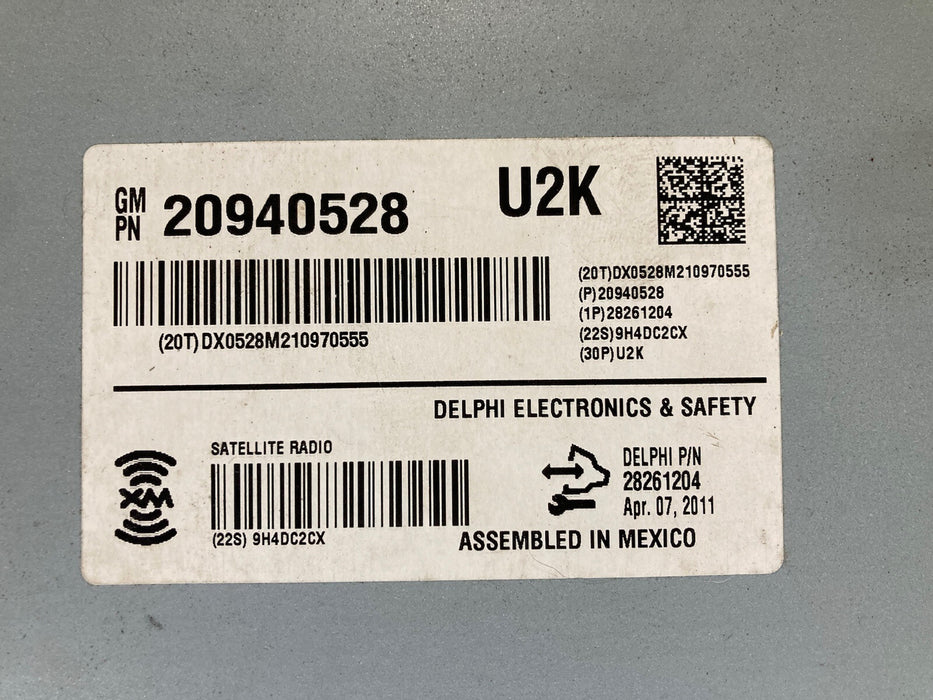 GM
PN
20940528
U2K
(20T)DX0528M210970555
(20T)DX0528M210970555
(P)20940528
(1P)28261204
(22S)9H4DC2CX
(30P)U2K
DELPHI ELECTRONICS & SAFETY
SATELLITE RADIO
XM
(22S) 9H4DC2CX
DELPHI P/N
28261204
Apr. 07, 2011
ASSEMBLED IN MEXICO